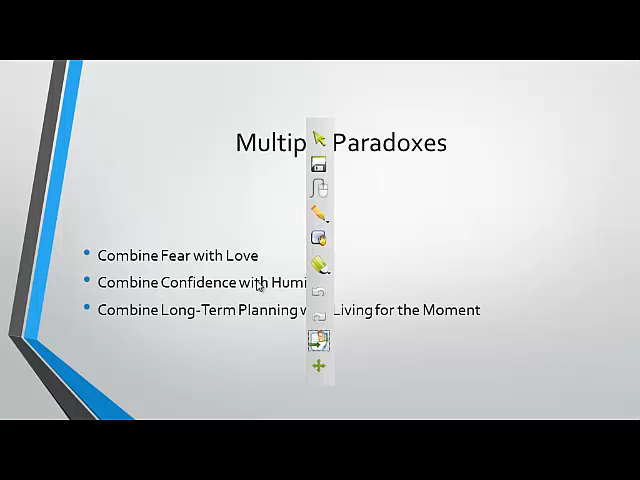 Multip Paradoxes
Combine Fear with Love
Combine Confidence with Humi
Combine Long-Term Planning w Living for the Moment